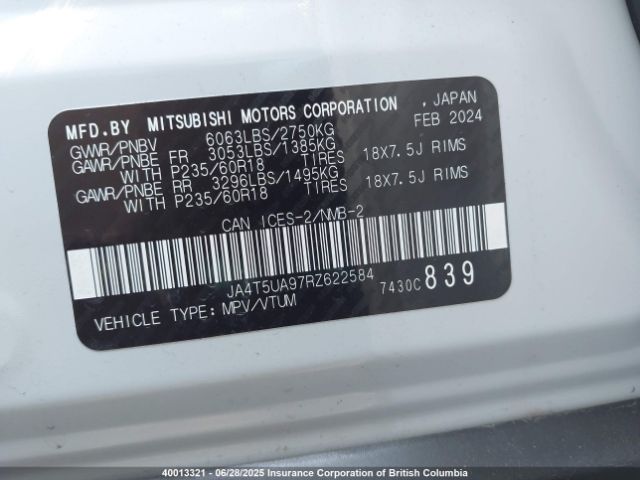 MFD.BY MITSUBISHI MOTORS CORPORATION , JAPAN
GVWR/PNBV 6063LBS/2750KG FEB 2024
GAWR/PNBE FR 3053LBS/1385KG
WITH P235/60R18 TIRES 18X7.5J RIMS
GAWR/PNBE RR 3296LBS/1495KG
WITH P235/60R18 TIRES 18X7.5J RIMS
CAN ICES-2/NMB-2
JA4T5UA97RZ622584 7430C 839
VEHICLE TYPE: MPV/VTUM
40013321 - 06/28/2025 Insurance Corporation of British Columbia